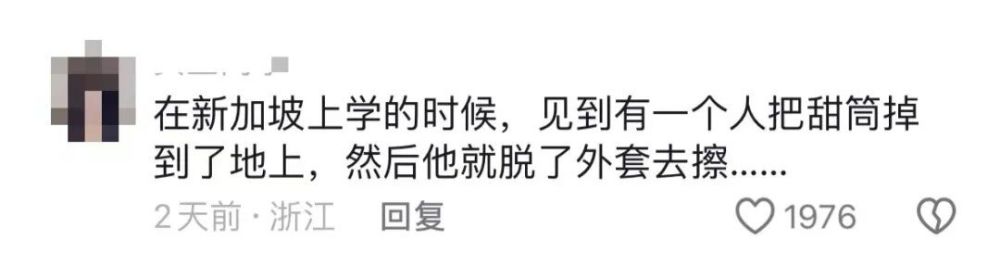 在新加坡上学的时候，见到有一个人把甜筒掉
到了地上，然后他就脱了外套去擦......
2天前·浙江 回复 1976